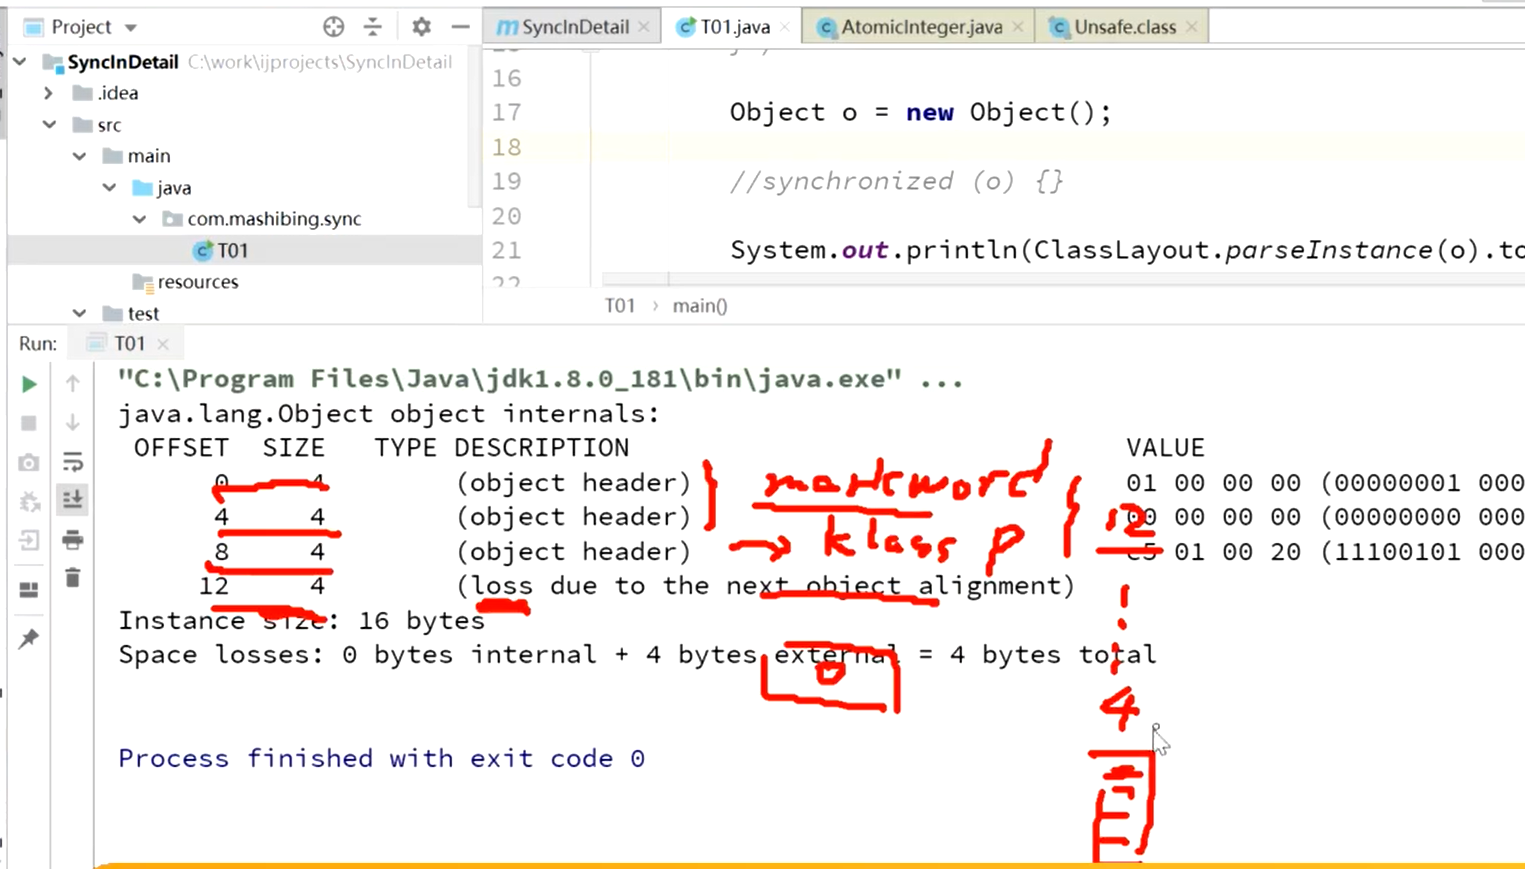 Project
SyncInDetail
T01.java
AtomicInteger.java
Unsafe.class
SyncInDetail C:\work\ijprojects\SyncInDetail
.idea
src
main
java
com.mashibing.sync
T01
resources
test
16
17 Object o = new Object();
18
19 //synchronized (o) {}
20
21 System.out.println(ClassLayout.parseInstance(o).to
22
T01 › main()
Run: T01
"C:\Program Files\Java\jdk1.8.0_181\bin\java.exe" ...
java.lang.Object object internals:
OFFSET SIZE TYPE DESCRIPTION VALUE
0 4 (object header) markword 01 00 00 00 (00000001 000
4 4 (object header) 12 00 00 00 00 (00000000 000
8 4 (object header) klass p e5 01 00 20 (11100101 000
12 4 (loss due to the next object alignment)
Instance size: 16 bytes
Space losses: 0 bytes internal + 4 bytes external = 4 bytes total
o
4
Process finished with exit code 0